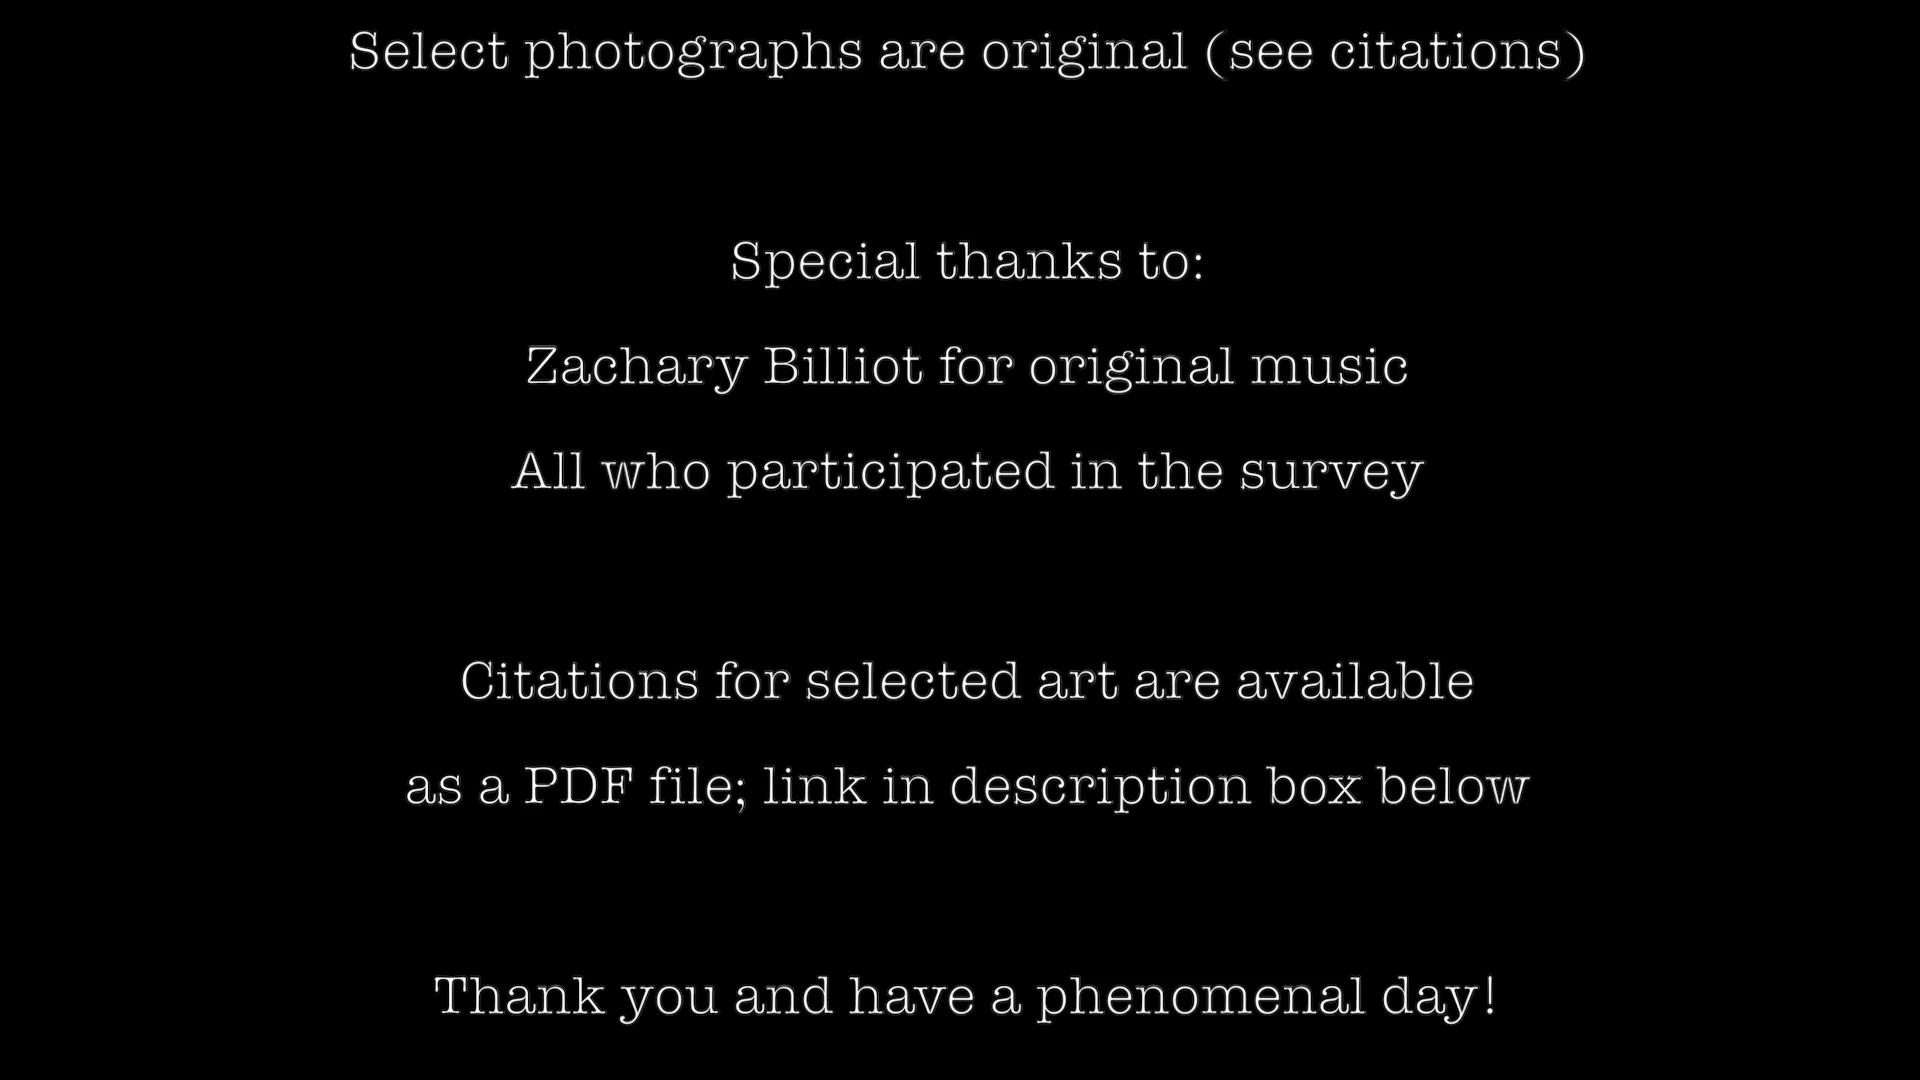 Select photographs are original (see citations)
Special thanks to:
Zachary Billiot for original music
All who participated in the survey
Citations for selected art are available
as a PDF file; link in description box below
Thank you and have a phenomenal day!